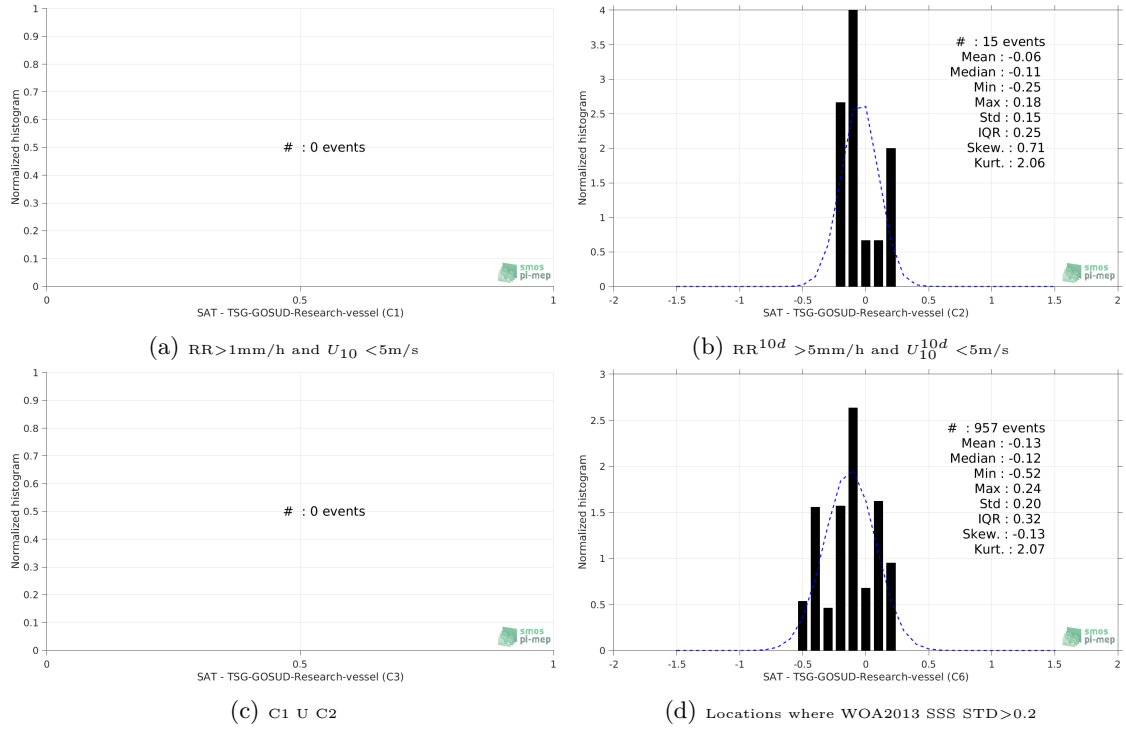 1
0.9
0.8
0.7
0.6
0.5
0.4
0.3
0.2
0.1
0
0
0.5
1
Normalized histogram
# : 0 events
smos
pi-mep
SAT - TSG-GOSUD-Research-vessel (C1)
(a) RR>1mm/h and U10 <5m/s
4
3.5
3
2.5
2
1.5
1
0.5
0
-2
-1.5
-1
-0.5
0
0.5
1
1.5
2
Normalized histogram
# : 15 events
Mean : -0.06
Median : -0.11
Min : -0.25
Max : 0.18
Std : 0.15
IQR : 0.25
Skew. : 0.71
Kurt. : 2.06
smos
pi-mep
SAT - TSG-GOSUD-Research-vessel (C2)
(b) RR^10d >5mm/h and U10^10d <5m/s
1
0.9
0.8
0.7
0.6
0.5
0.4
0.3
0.2
0.1
0
0
0.5
1
Normalized histogram
# : 0 events
smos
pi-mep
SAT - TSG-GOSUD-Research-vessel (C3)
(c) C1 U C2
3
2.5
2
1.5
1
0.5
0
-2
-1.5
-1
-0.5
0
0.5
1
1.5
2
Normalized histogram
# : 957 events
Mean : -0.13
Median : -0.12
Min : -0.52
Max : 0.24
Std : 0.20
IQR : 0.32
Skew. : -0.13
Kurt. : 2.07
smos
pi-mep
SAT - TSG-GOSUD-Research-vessel (C6)
(d) Locations where WOA2013 SSS STD>0.2